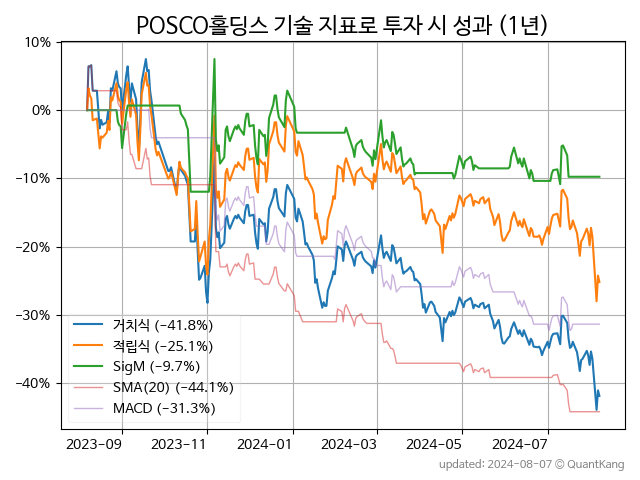 POSCO홀딩스 기술 지표로 투자 시 성과 (1년)
10%
0%
−10%
−20%
−30%
−40%
거치식 (−41.8%)
적립식 (−25.1%)
SigM (−9.7%)
SMA(20) (−44.1%)
MACD (−31.3%)
2023-09
2023-11
2024-01
2024-03
2024-05
2024-07
updated: 2024-08-07 © QuantKang